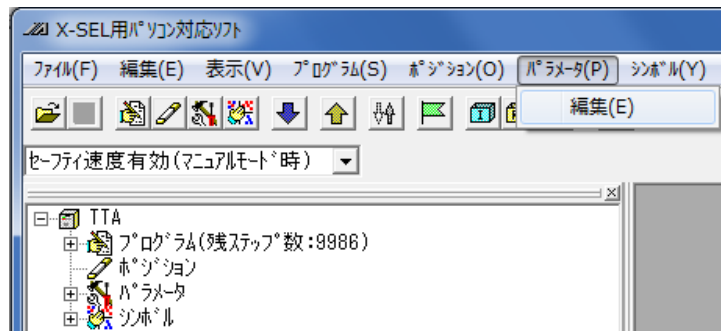 X-SEL用ﾊﾟｿｺﾝ対応ｿﾌﾄ
ﾌｧｲﾙ(F) 編集(E) 表示(V) ﾌﾟﾛｸﾞﾗﾑ(S) ﾎﾟｼﾞｼｮﾝ(O) ﾊﾟﾗﾒｰﾀ(P) ｼﾝﾎﾞﾙ(Y)
編集(E)
ｾｰﾌﾃｨ速度有効(ﾏﾆｭｱﾙﾓｰﾄﾞ時)
TTA
ﾌﾟﾛｸﾞﾗﾑ(残ｽﾃｯﾌﾟ数:9986)
ﾎﾟｼﾞｼｮﾝ
ﾊﾟﾗﾒｰﾀ
ｼﾝﾎﾞﾙ